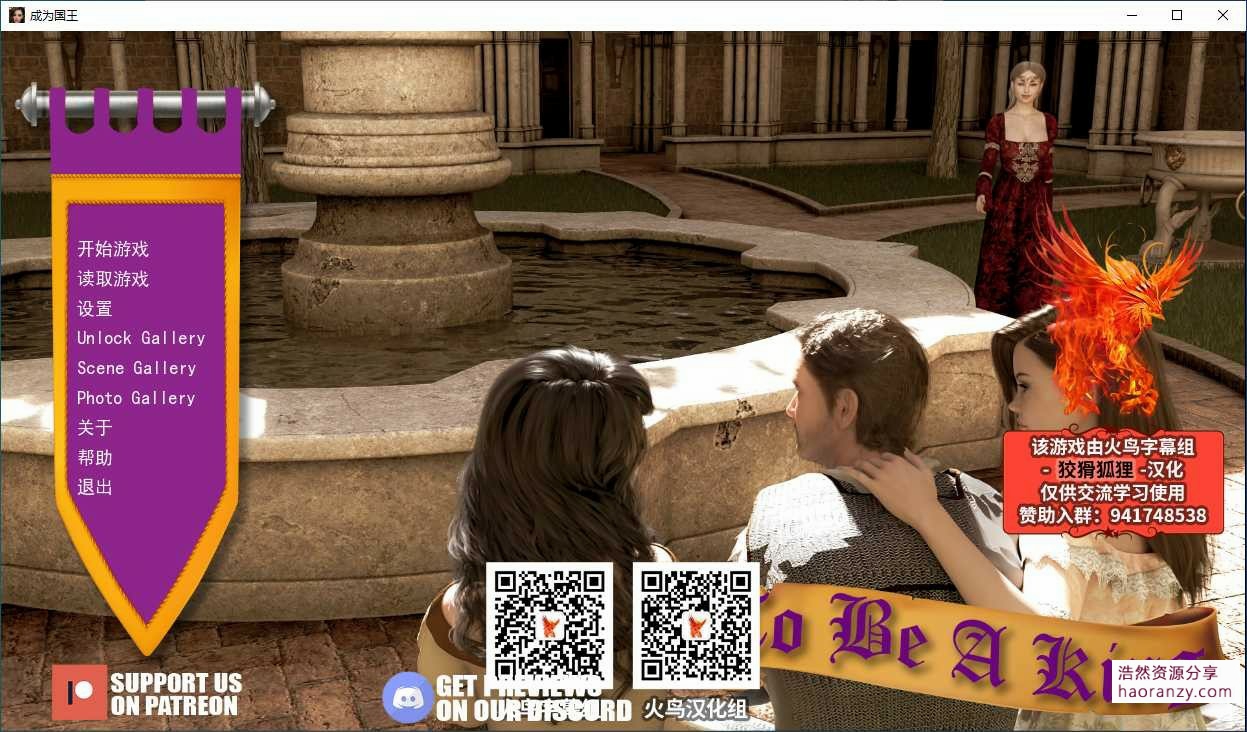 成为国王
开始游戏
读取游戏
设置
Unlock Gallery
Scene Gallery
Photo Gallery
关于
帮助
退出
该游戏由火鸟字幕组
- 狡猾狐狸 -汉化
仅供交流学习使用
赞助入群：941748538
To Be A King
SUPPORT US
ON PATREON
GET PREVIEWS
ON OUR DISCORD
火鸟汉化组
浩然资源分享
haoranzy.com